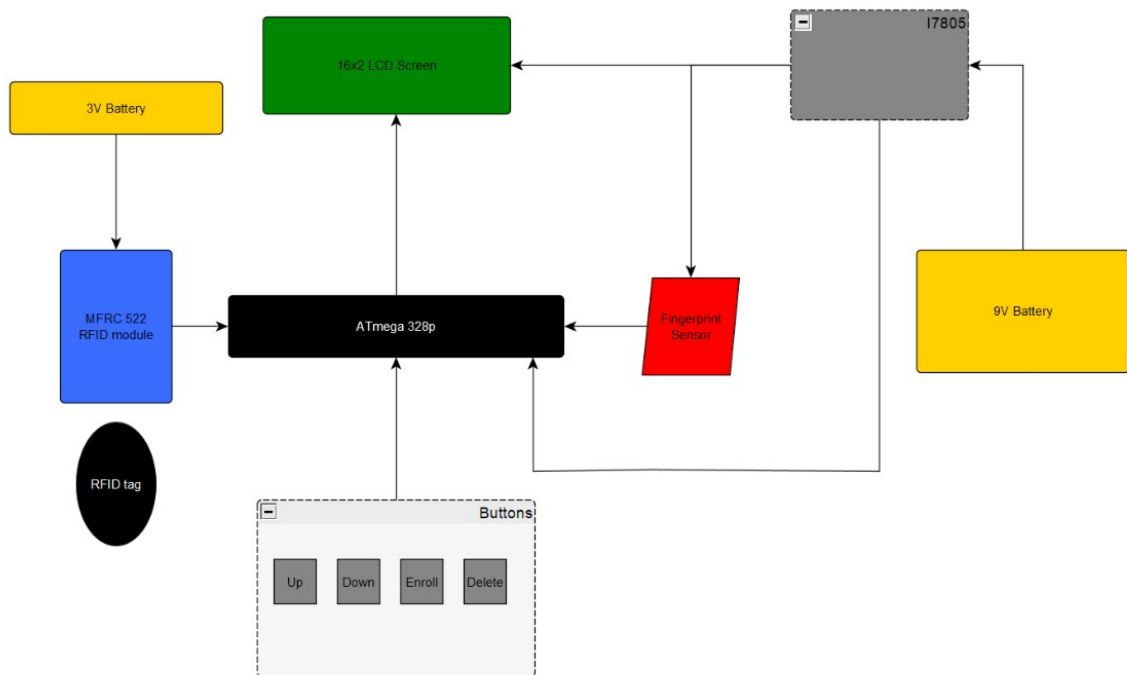 I7805
16x2 LCD Screen
3V Battery
MFRC 522
RFID module
ATmega 328p
Fingerprint
Sensor
9V Battery
RFID tag
Buttons
Up
Down
Enroll
Delete